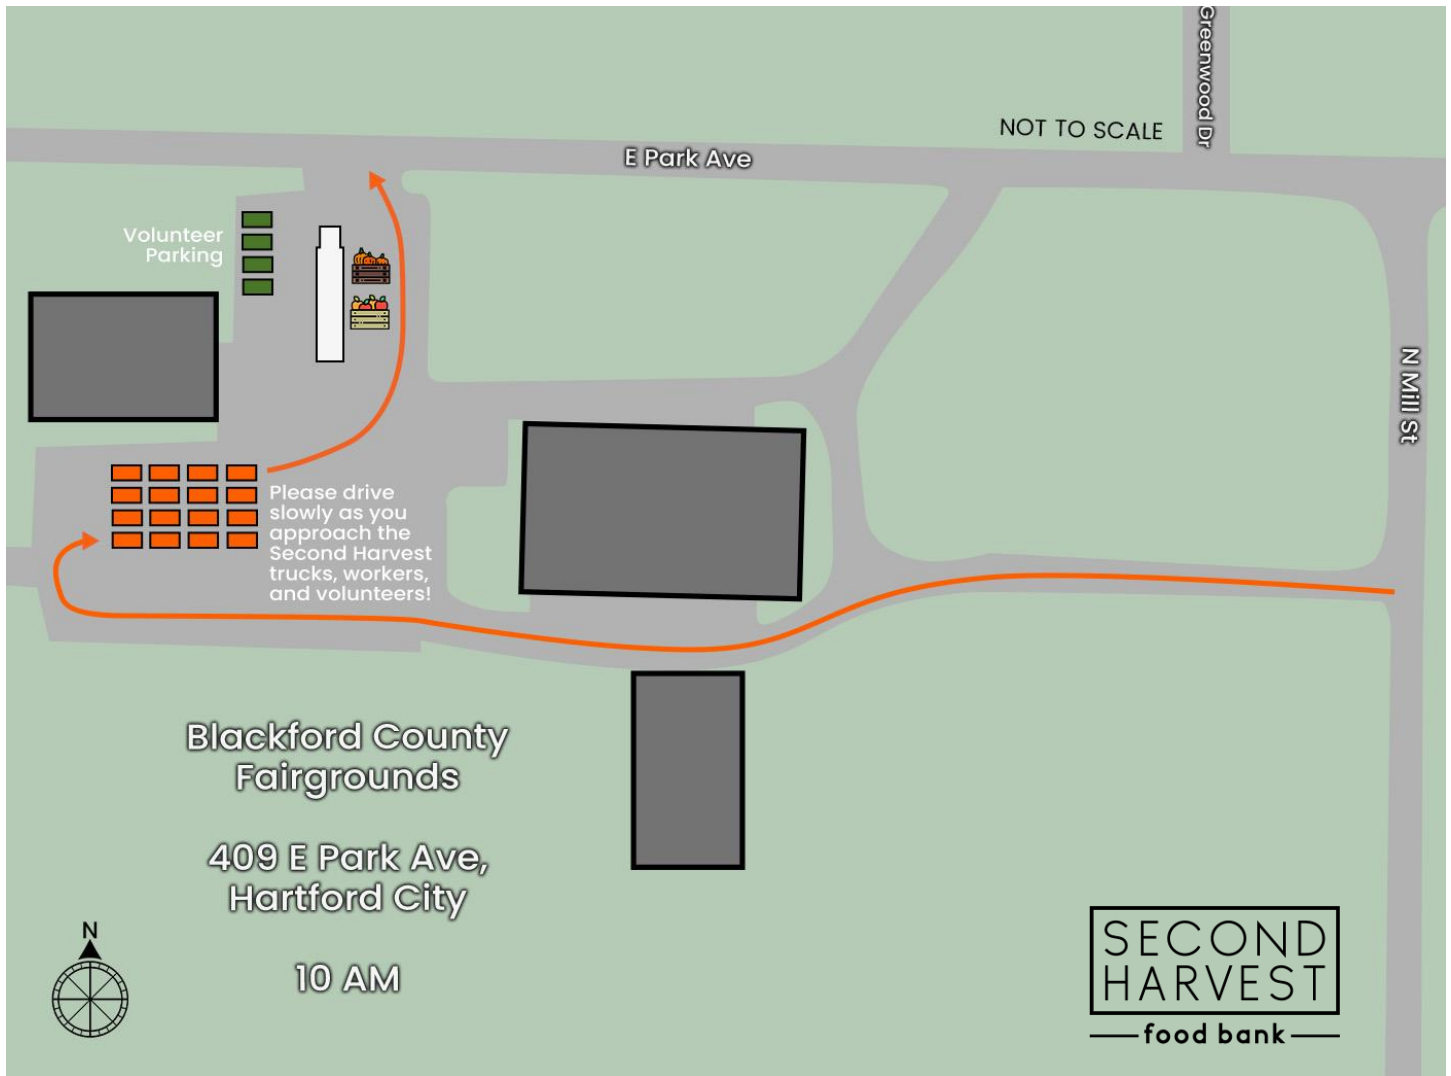 Greenwood Dr
NOT TO SCALE
E Park Ave
Volunteer
Parking
N Mill St
Please drive
slowly as you
approach the
Second Harvest
trucks, workers,
and volunteers!
Blackford County
Fairgrounds
409 E Park Ave,
Hartford City
10 AM
N
SECOND
HARVEST
food bank